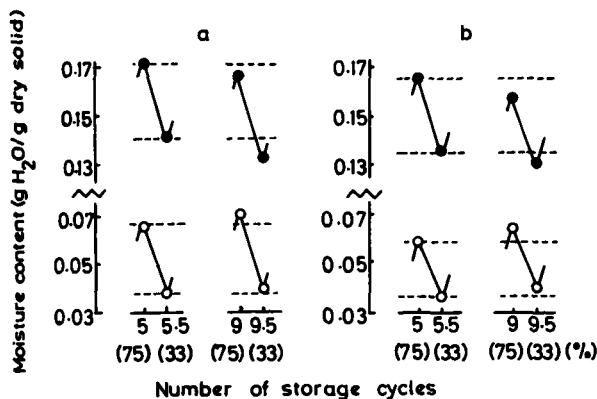 a b
Moisture content (g H₂O/g dry solid)
0.17 0.17
0.15 0.15
0.13 0.13
0.07 0.07
0.05 0.05
0.03 0.03
5 5.5 9 9.5 5 5.5 9 9.5
(75) (33) (75) (33) (75) (33) (75) (33) (%)
Number of storage cycles